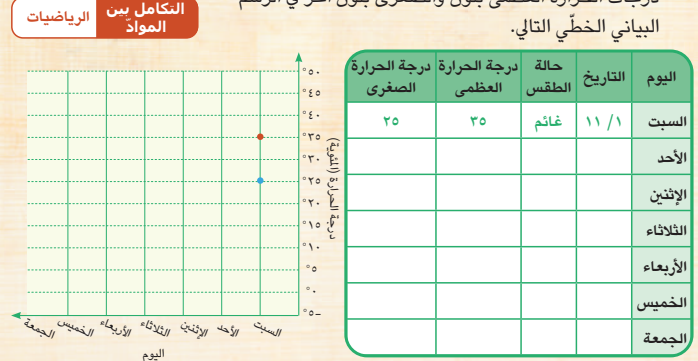 درجات الحرارة العظمى بلون والصغرى بلون آخر في الرسم
البياني الخطّي التالي.
التكامل بين الموادّ
الرياضيات
اليوم | التاريخ | حالة الطقس | درجة الحرارة العظمى | درجة الحرارة الصغرى
السبت | ١ / ١١ | غائم | ٣٥ | ٢٥
الأحد
الإثنين
الثلاثاء
الأربعاء
الخميس
الجمعة
درجة الحرارة (المئوية)
٥٠°
٤٥°
٤٠°
٣٥°
٣٠°
٢٥°
٢٠°
١٥°
١٠°
٥°
٠°
−٥°
السبت
الأحد
الإثنين
الثلاثاء
الأربعاء
الخميس
الجمعة
اليوم